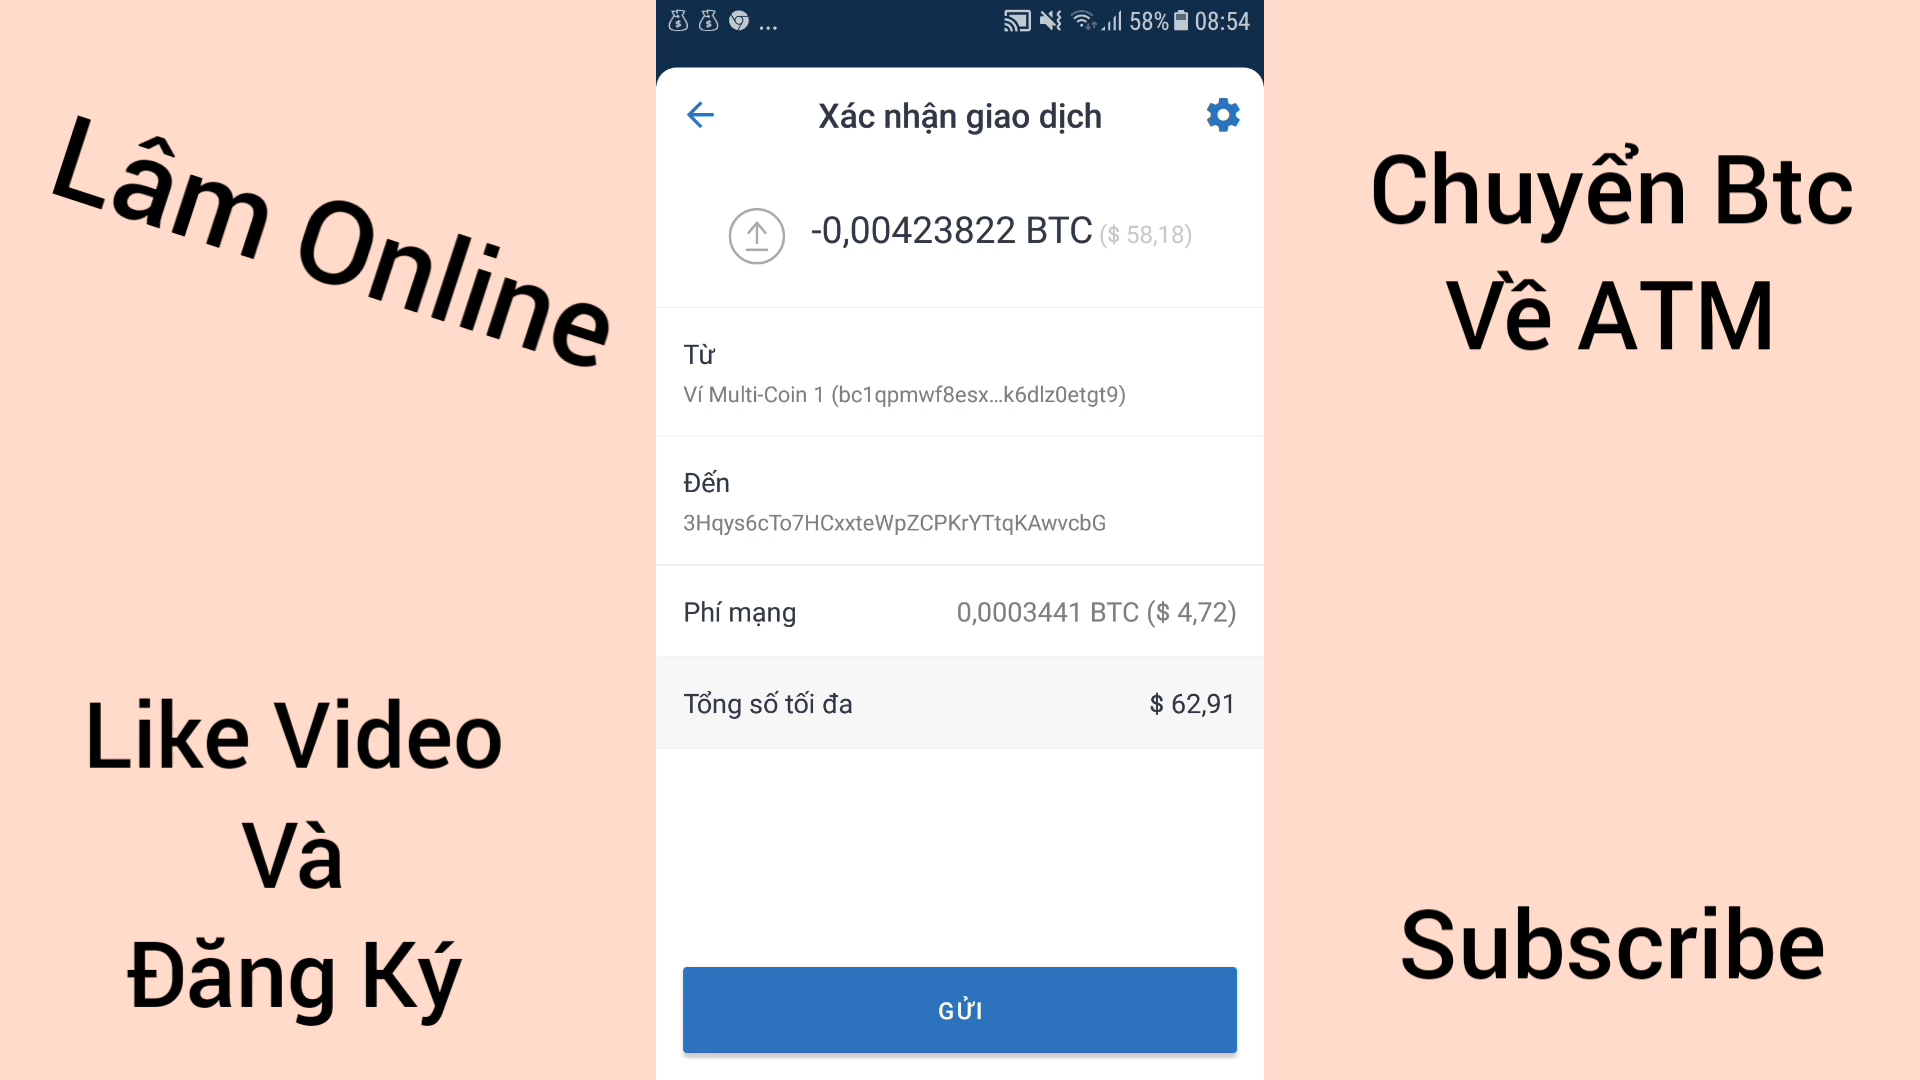 58% 08:54
Xác nhận giao dịch
-0,00423822 BTC ($ 58,18)
Từ
Ví Multi-Coin 1 (bc1qpmwf8esx...k6dlz0etgt9)
Đến
3Hqys6cTo7HCxxteWpZCPKrYTtqKAwvcbG
Phí mạng 0,0003441 BTC ($ 4,72)
Tổng số tối đa $ 62,91
GỬI
Lâm Online
Like Video
Và
Đăng Ký
Chuyển Btc
Về ATM
Subscribe